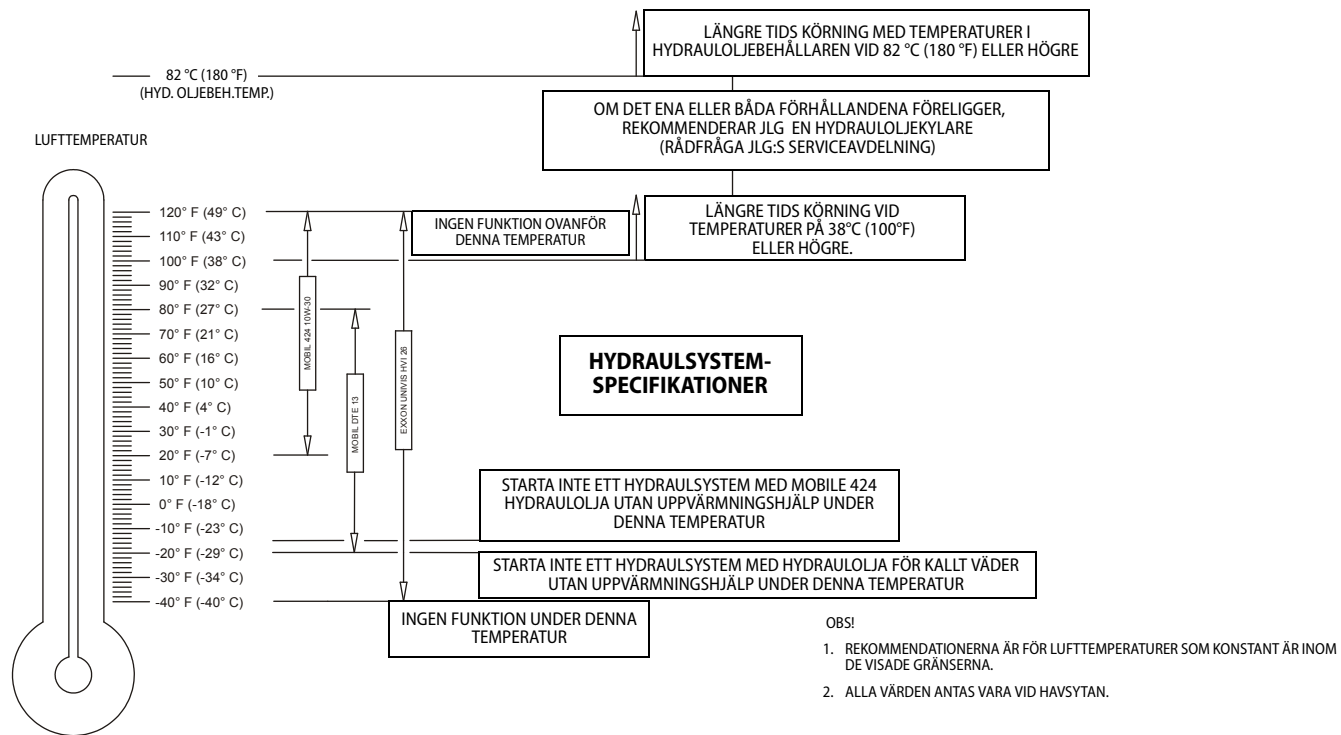 LÄNGRE TIDS KÖRNING MED TEMPERATURER I
HYDRAULOLJEBEHÅLLAREN VID 82 °C (180 °F) ELLER HÖGRE
82 °C (180 °F)
(HYD. OLJEBEH.TEMP.)
OM DET ENA ELLER BÅDA FÖRHÅLLANDENA FÖRELIGGER,
REKOMMENDERAR JLG EN HYDRAULOLJEKYLARE
(RÅDFRÅGA JLG:S SERVICEAVDELNING)
LUFTTEMPERATUR
120° F (49° C)
110° F (43° C)
100° F (38° C)
90° F (32° C)
80° F (27° C)
70° F (21° C)
60° F (16° C)
50° F (10° C)
40° F (4° C)
30° F (-1° C)
20° F (-7° C)
10° F (-12° C)
0° F (-18° C)
-10° F (-23° C)
-20° F (-29° C)
-30° F (-34° C)
-40° F (-40° C)
MOBIL 424 10W-30
MOBIL DTE 13
EXXON UNIVIS HVI 26
INGEN FUNKTION OVANFÖR
DENNA TEMPERATUR
LÄNGRE TIDS KÖRNING VID
TEMPERATURER PÅ 38°C (100°F)
ELLER HÖGRE.
HYDRAULSYSTEM-
SPECIFIKATIONER
STARTA INTE ETT HYDRAULSYSTEM MED MOBILE 424
HYDRAULOLJA UTAN UPPVÄRMNINGSHJÄLP UNDER
DENNA TEMPERATUR
STARTA INTE ETT HYDRAULSYSTEM MED HYDRAULOLJA FÖR KALLT VÄDER
UTAN UPPVÄRMNINGSHJÄLP UNDER DENNA TEMPERATUR
INGEN FUNKTION UNDER DENNA
TEMPERATUR
OBS!
1. REKOMMENDATIONERNA ÄR FÖR LUFTTEMPERATURER SOM KONSTANT ÄR INOM
DE VISADE GRÄNSERNA.
2. ALLA VÄRDEN ANTAS VARA VID HAVSYTAN.